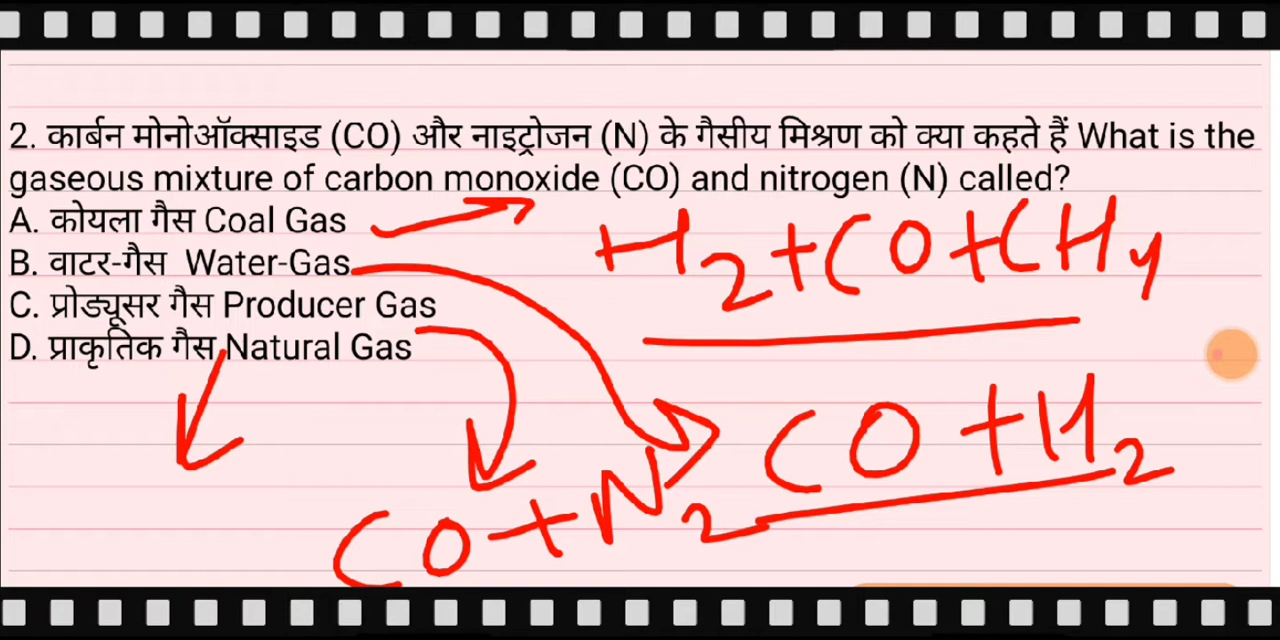 2. कार्बन मोनोऑक्साइड (CO) और नाइट्रोजन (N) के गैसीय मिश्रण को क्या कहते हैं What is the
gaseous mixture of carbon monoxide (CO) and nitrogen (N) called?
A. कोयला गैस Coal Gas
H2+CO+CH4
B. वाटर-गैस Water-Gas
C. प्रोड्यूसर गैस Producer Gas
D. प्राकृतिक गैस Natural Gas
CO+H2
CO+N2